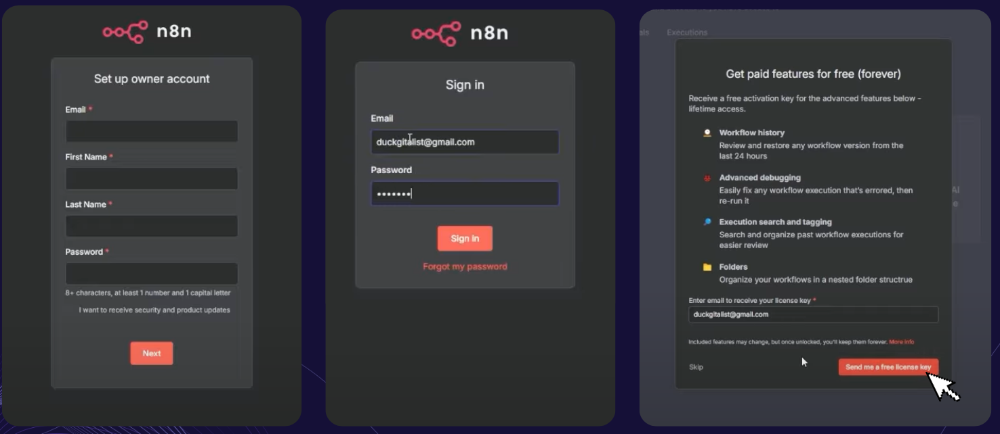 n8n
Set up owner account
Email *
First Name *
Last Name *
Password *
8+ characters, at least 1 number and 1 capital letter
I want to receive security and product updates
Next
n8n
Sign in
Email
duckgitalist@gmail.com
Password
•••••••
Sign in
Forgot my password
Executions
Get paid features for free (forever)
Receive a free activation key for the advanced features below -
lifetime access.
Workflow history
Review and restore any workflow version from the
last 24 hours
Advanced debugging
Easily fix any workflow execution that's errored, then
re-run it
Execution search and tagging
Search and organize past workflow executions for
easier review
Folders
Organize your workflows in a nested folder structrue
Enter email to receive your license key *
duckgitalist@gmail.com
Included features may change, but once unlocked, you'll keep them forever. More info
Skip
Send me a free license key